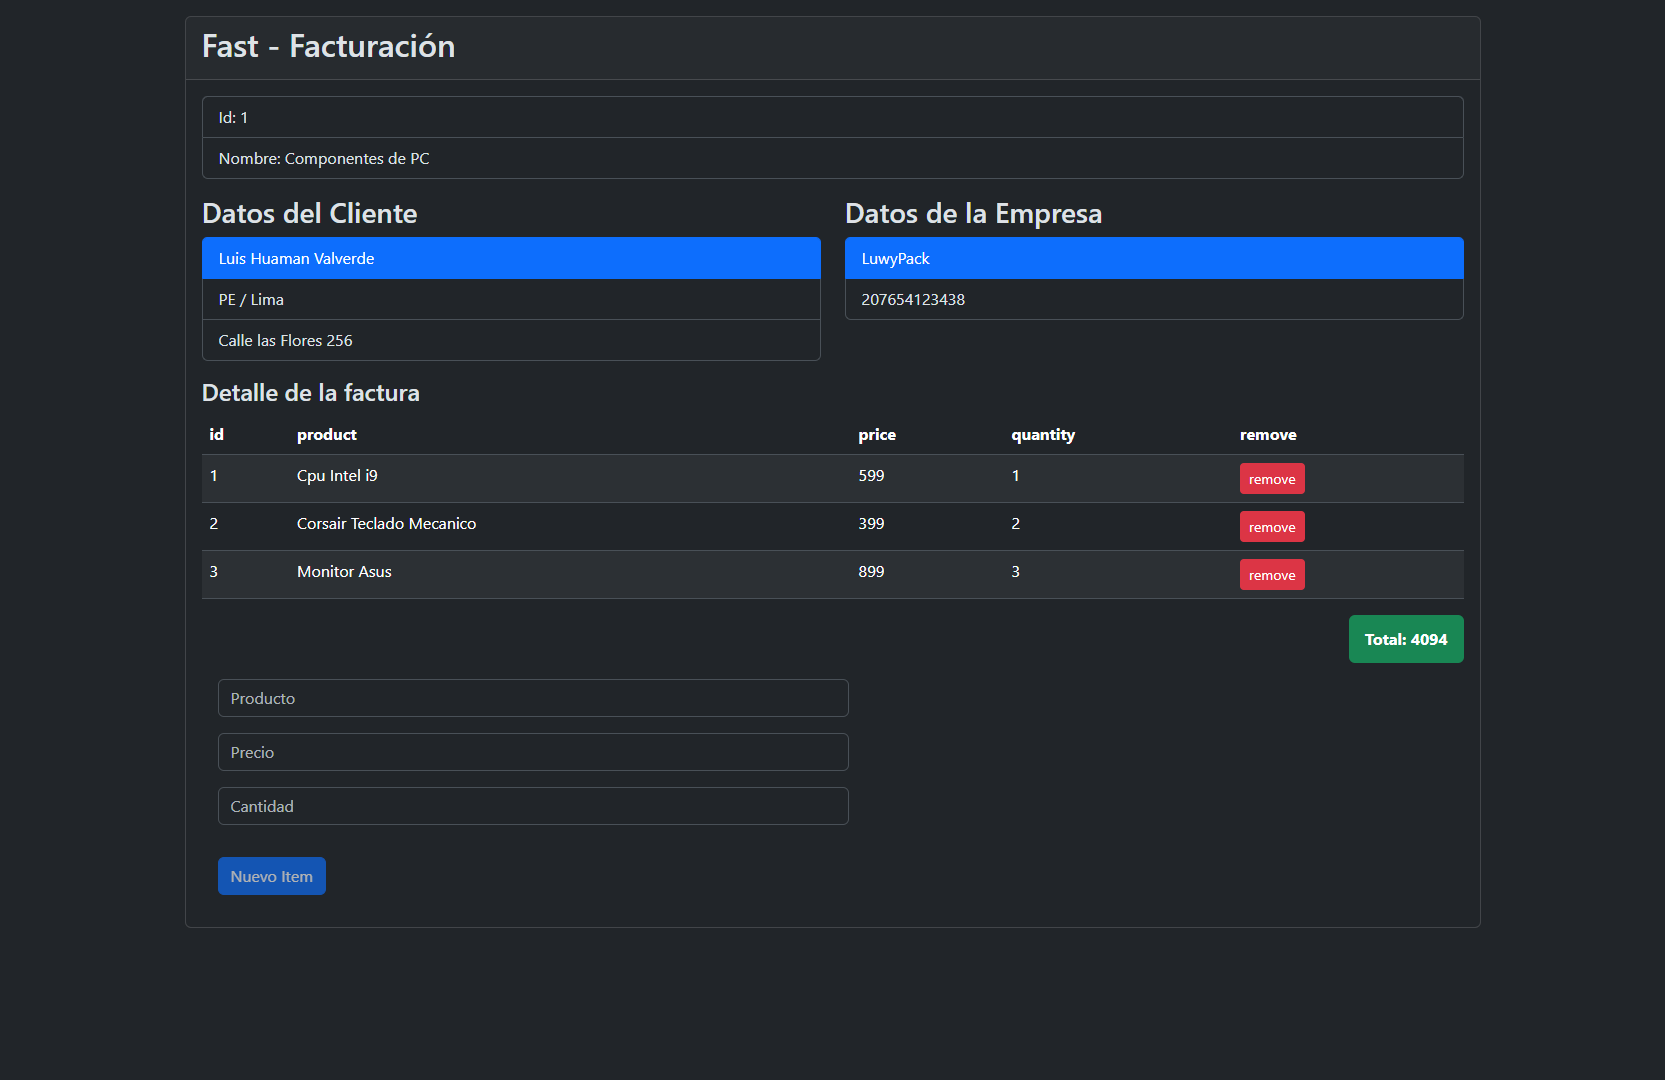 Fast - Facturación
Id: 1
Nombre: Componentes de PC
Datos del Cliente
Luis Huaman Valverde
PE / Lima
Calle las Flores 256
Datos de la Empresa
LuwyPack
207654123438
Detalle de la factura
id product price quantity remove
1 Cpu Intel i9 599 1 remove
2 Corsair Teclado Mecanico 399 2 remove
3 Monitor Asus 899 3 remove
Total: 4094
Producto
Precio
Cantidad
Nuevo Item